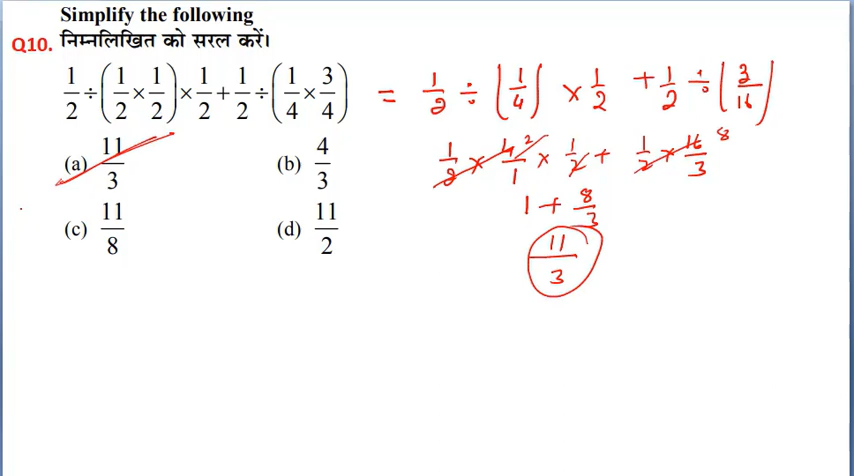 Simplify the following
Q10. निम्नलिखित को सरल करें।
1/2 ÷ (1/2 × 1/2) × 1/2 + 1/2 ÷ (1/4 × 3/4) = 1/2 ÷ (1/4) × 1/2 + 1/2 ÷ (3/16)
1/2 × 4/1 2 × 1/2 + 1/2 × 16/3 8
1 + 8/3
11/3
(a) 11/3 (b) 4/3
(c) 11/8 (d) 11/2